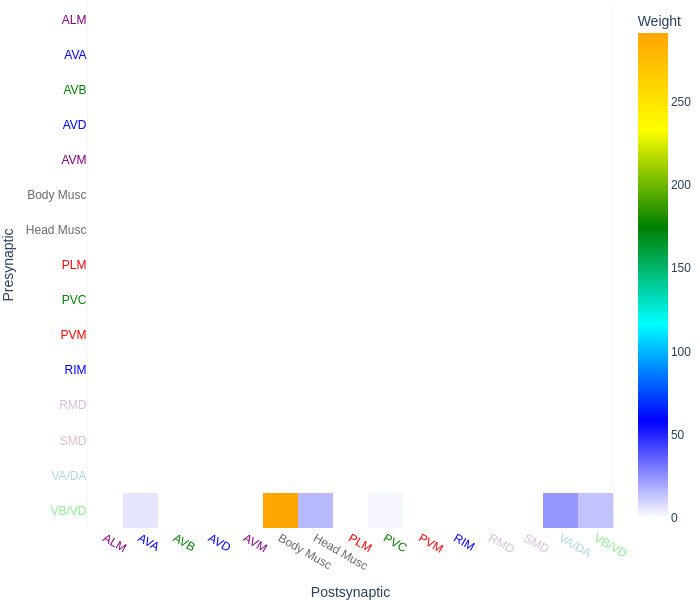 Weight
ALM
AVA
AVB
AVD
AVM
Body Musc
Head Musc
PLM
PVC
PVM
RIM
RMD
SMD
VA/DA
VB/VD
Presynaptic
250
200
150
100
50
0
ALM
AVA
AVB
AVD
AVM
Body Musc
Head Musc
PLM
PVC
PVM
RIM
RMD
SMD
VA/DA
VB/VD
Postsynaptic